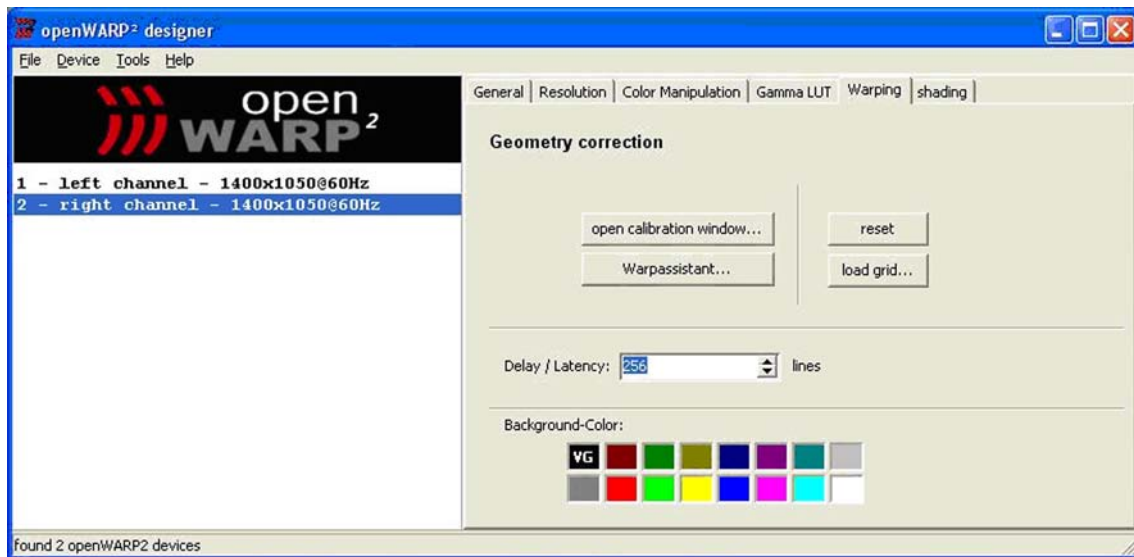 openWARP² designer
File Device Tools Help
open
WARP²
1 - left channel - 1400x1050@60Hz
2 - right channel - 1400x1050@60Hz
General Resolution Color Manipulation Gamma LUT Warping shading
Geometry correction
open calibration window... reset
Warpassistant... load grid...
Delay / Latency: 256 lines
Background-Color:
VG
found 2 openWARP2 devices